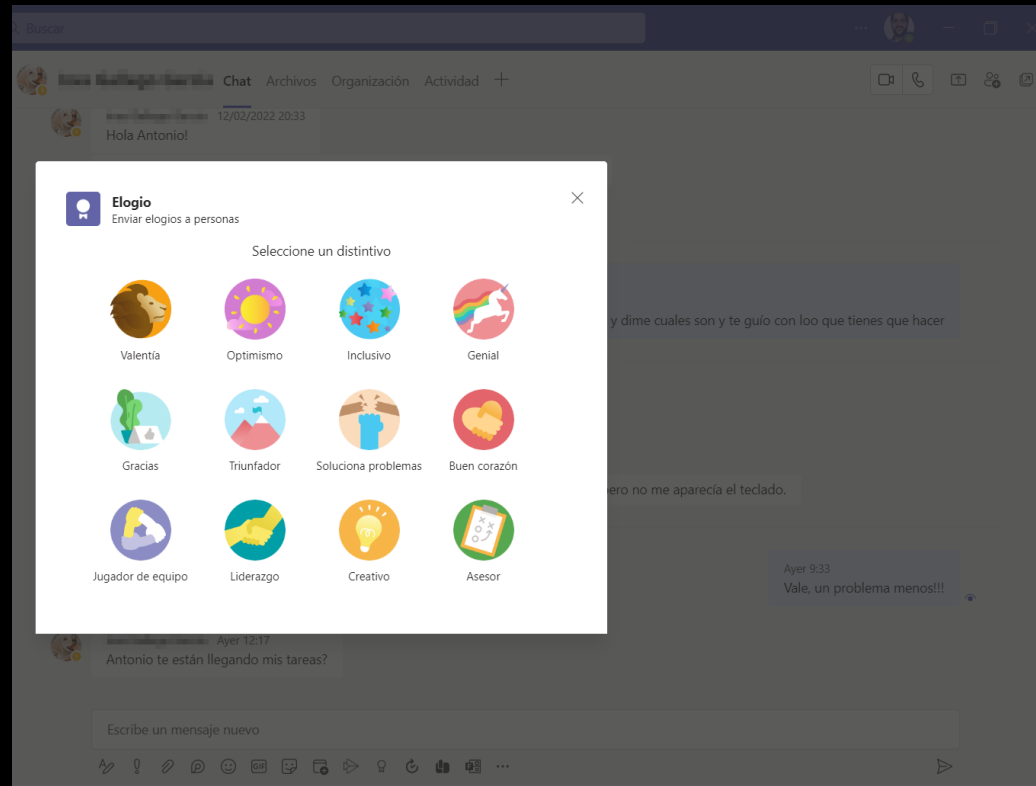 Buscar
Chat Archivos Organización Actividad
12/02/2022 20:33
Hola Antonio!
Elogio
Enviar elogios a personas
Seleccione un distintivo
Valentía Optimismo Inclusivo Genial
y dime cuales son y te guío con loo que tienes que hacer
Gracias Triunfador Soluciona problemas Buen corazón
ero no me aparecía el teclado.
Jugador de equipo Liderazgo Creativo Asesor
Ayer 9:33
Vale, un problema menos!!!
Ayer 12:17
Antonio te están llegando mis tareas?
Escribe un mensaje nuevo
GIF